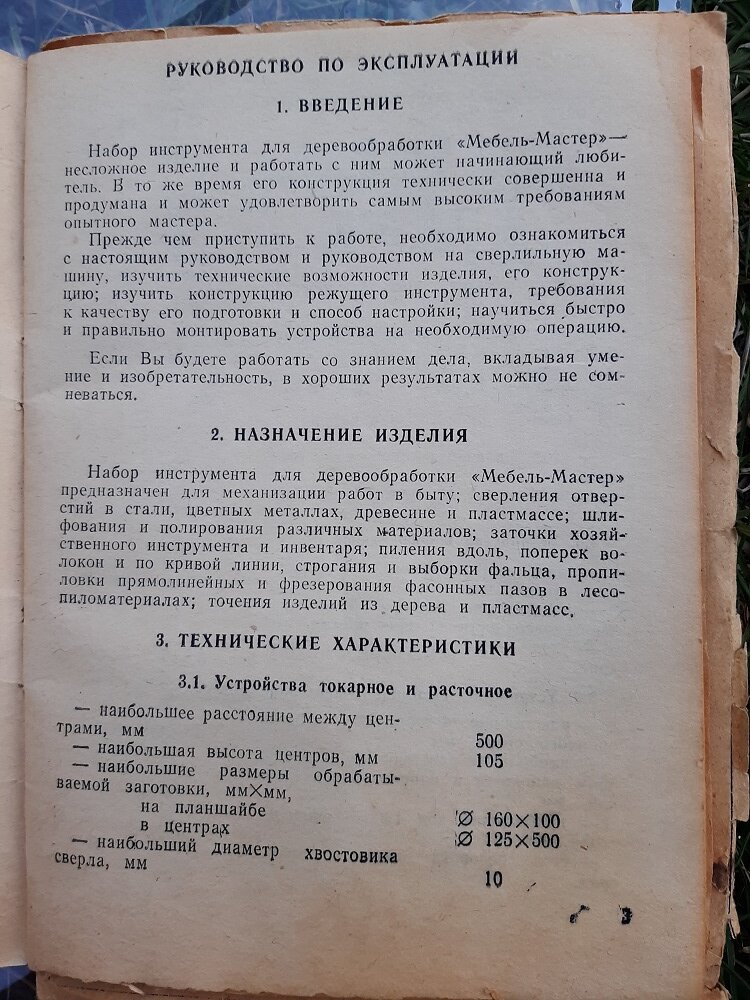 РУКОВОДСТВО ПО ЭКСПЛУАТАЦИИ
1. ВВЕДЕНИЕ
Набор инструмента для деревообработки «Мебель-Мастер»—
несложное изделие и работать с ним может начинающий люби-
тель. В то же время его конструкция технически совершенна и
продумана и может удовлетворить самым высоким требованиям
опытного мастера.
Прежде чем приступить к работе, необходимо ознакомиться
с настоящим руководством и руководством на сверлильную ма-
шину, изучить технические возможности изделия, его конструк-
цию; изучить конструкцию режущего инструмента, требования
к качеству его подготовки и способ настройки; научиться быстро
и правильно монтировать устройства на необходимую операцию.
Если Вы будете работать со знанием дела, вкладывая уме-
ние и изобретательность, в хороших результатах можно не сом-
неваться.
2. НАЗНАЧЕНИЕ ИЗДЕЛИЯ
Набор инструмента для деревообработки «Мебель-Мастер»
предназначен для механизации работ в быту; сверления отвер-
стий в стали, цветных металлах, древесине и пластмассе; шли-
фования и полирования различных материалов; заточки хозяй-
ственного инструмента и инвентаря; пиления вдоль, поперек во-
локон и по кривой линии, строгания и выборки фальца, пропи-
ловки прямолинейных и фрезерования фасонных пазов в лесо-
пиломатериалах; точения изделий из дерева и пластмасс.
3. ТЕХНИЧЕСКИЕ ХАРАКТЕРИСТИКИ
3.1. Устройства токарное и расточное
— наибольшее расстояние между цен-
трами, мм 500
— наибольшая высота центров, мм 105
— наибольшие размеры обрабаты-
ваемой заготовки, мм×мм,
на планшайбе ∅ 160×100
в центрах ∅ 125×500
— наибольший диаметр хвостовика
сверла, мм 10
3